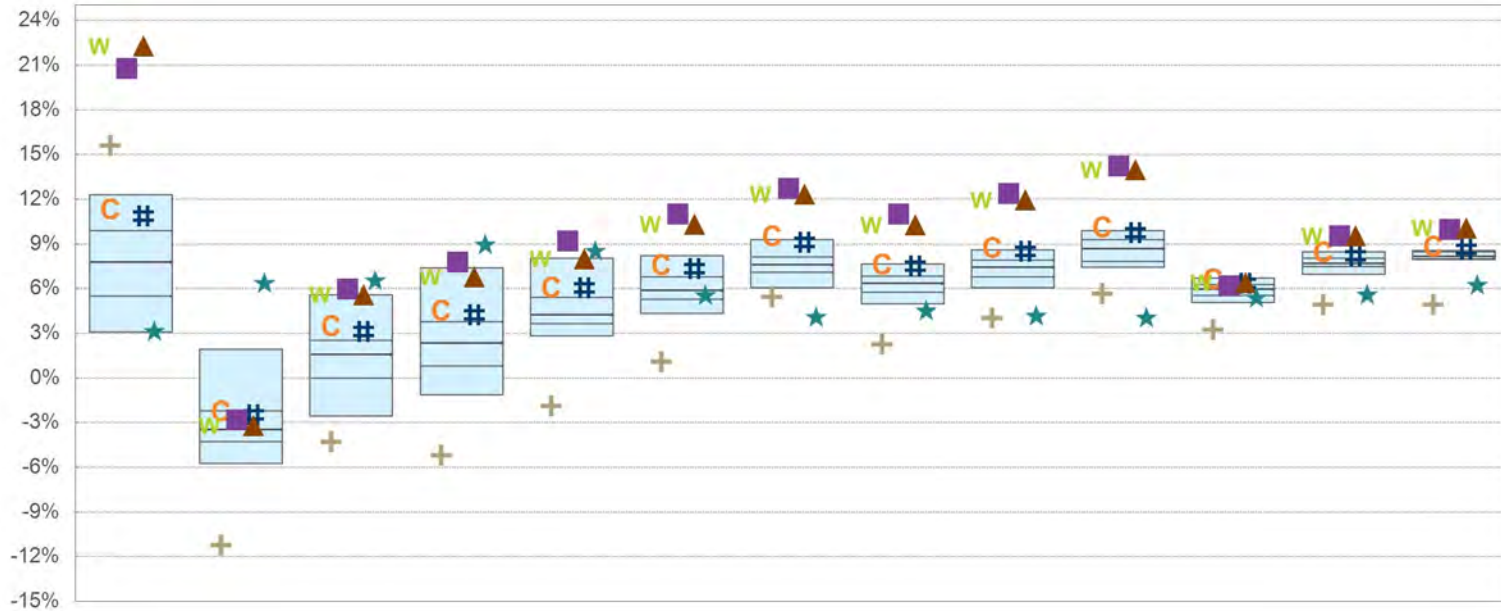 24%
21%
18%
15%
12%
9%
6%
3%
0%
-3%
-6%
-9%
-12%
-15%
W
C #
C #
W
W C #
W C #
W C #
W C #
W C #
W C #
W C #
W C #
W C #
W C #
W C #